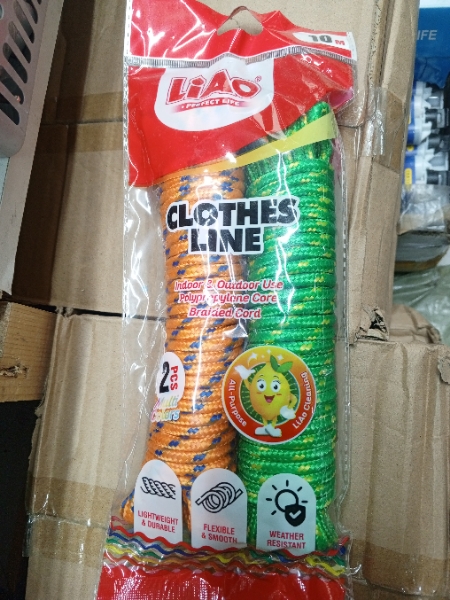 10 M
LiAo®
PERFECT LIFE
IFE
CLOTHES
LINE
Indoor & Outdoor Use
Polypropylene Core
Braided Cord
2
PCS
All-Purpose
LiAo Cleaning
LIGHTWEIGHT
& DURABLE
FLEXIBLE
& SMOOTH
WEATHER
RESISTANT